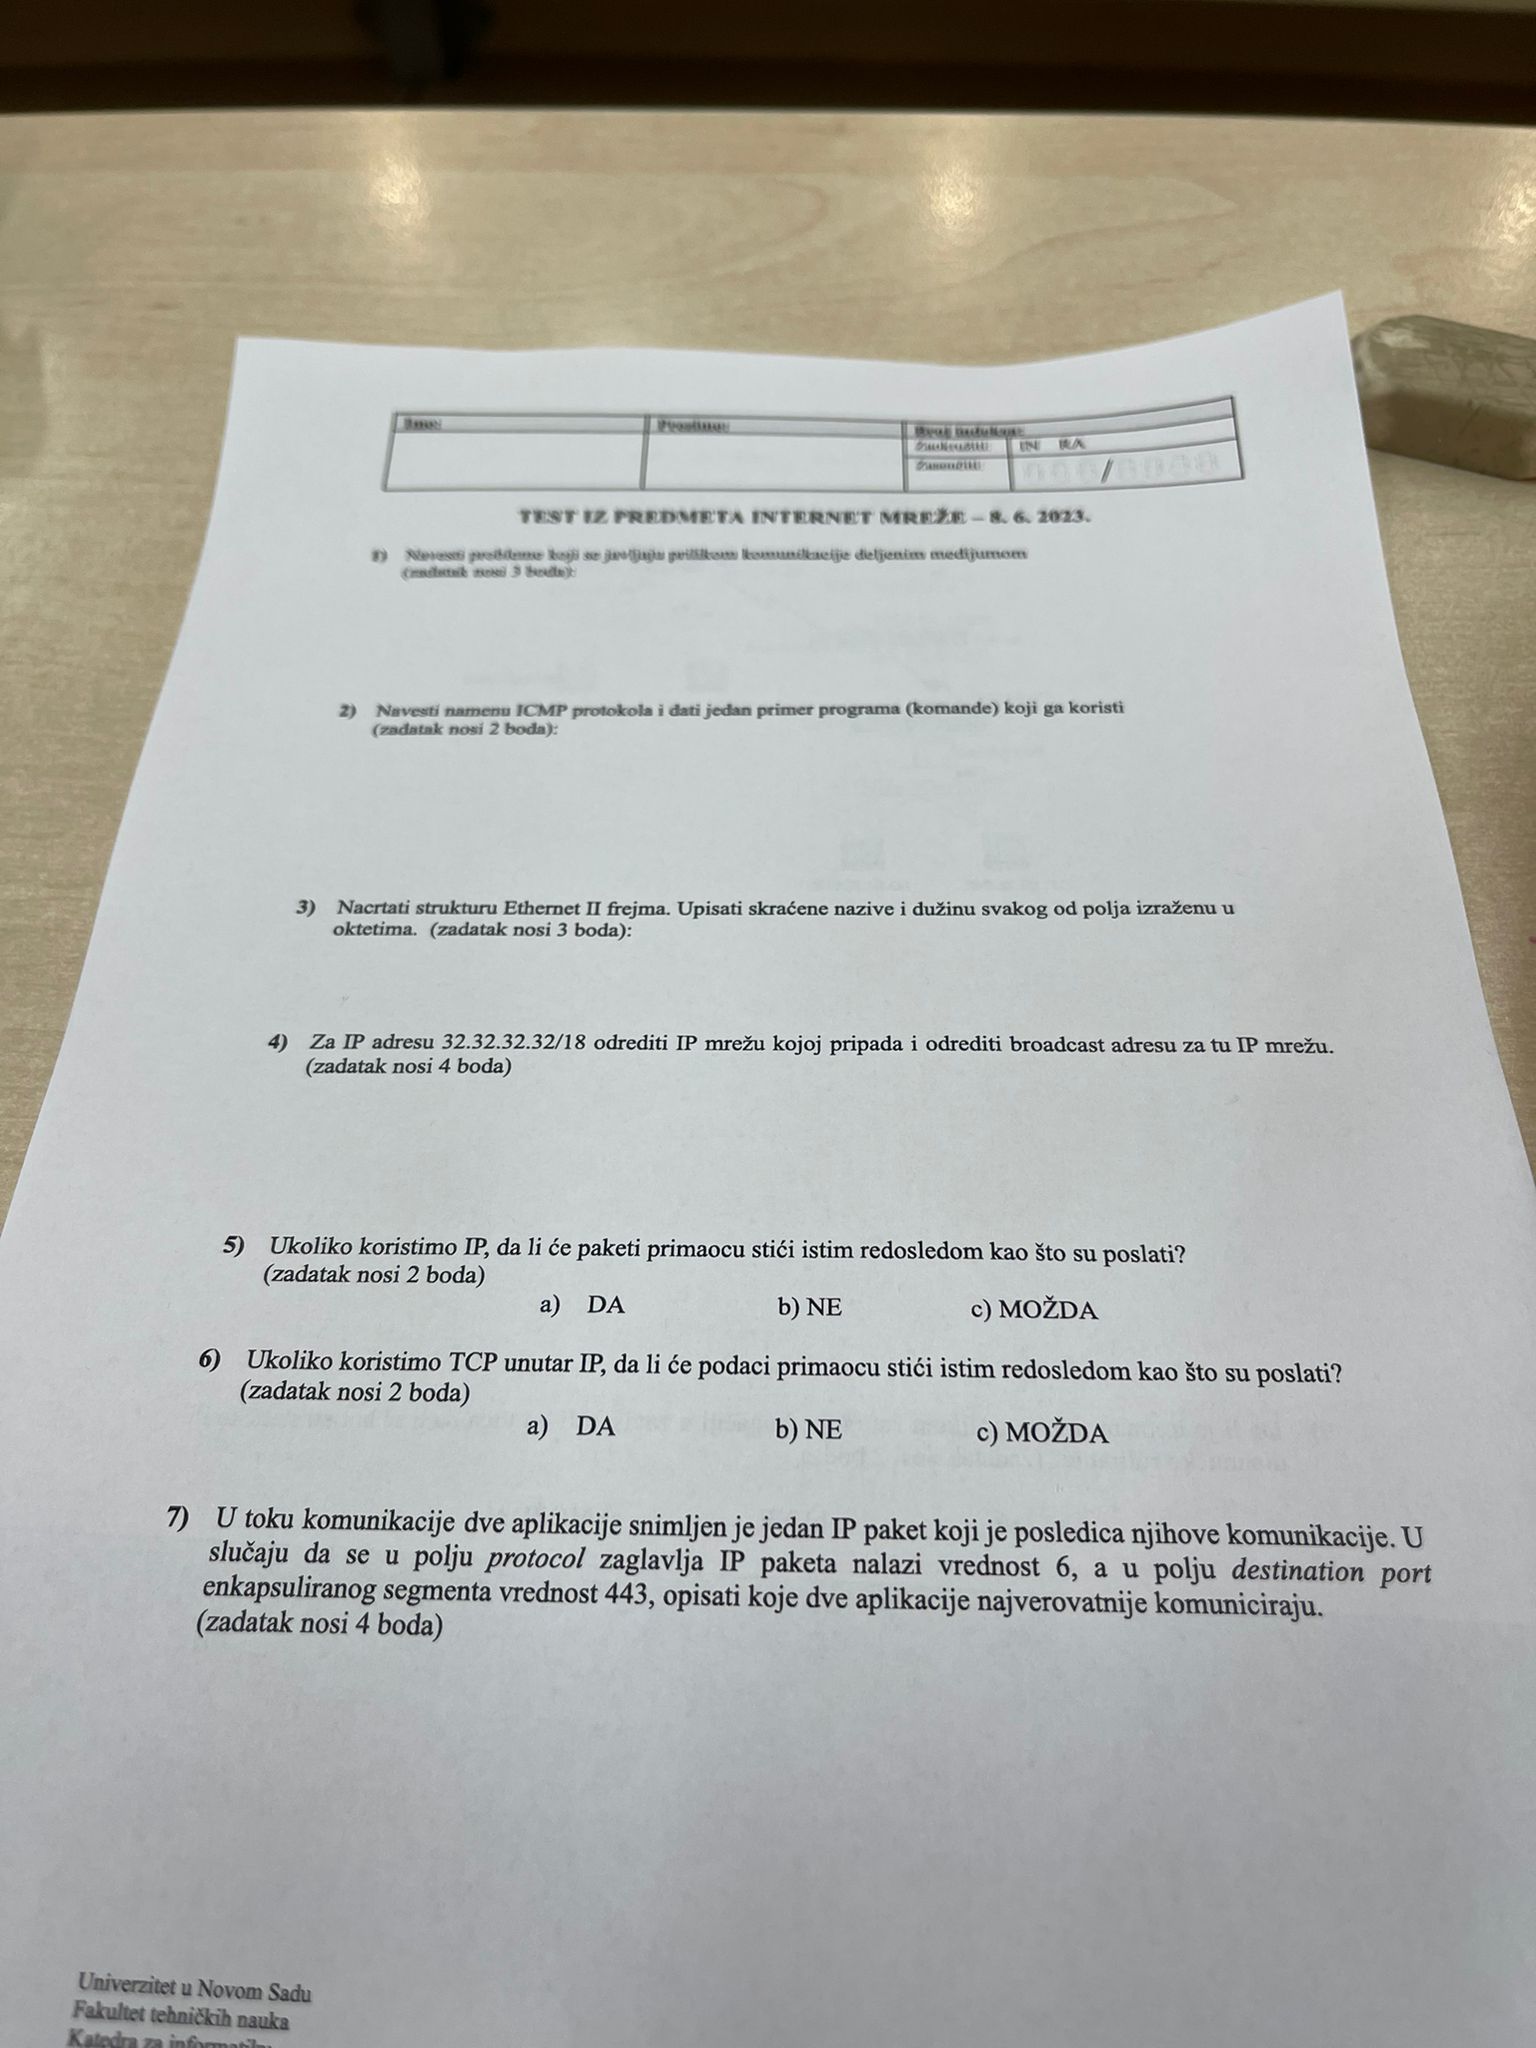 Ime:
Prezime:
Broj indeksa:
Zaokružiti:
IN RA
TEST IZ PREDMETA INTERNET MREŽE – 8. 6. 2023.
1) Navesti probleme koji se javljaju prilikom komunikacije deljenim medijumom
(zadatak nosi 3 boda):
2) Navesti namenu ICMP protokola i dati jedan primer programa (komande) koji ga koristi
(zadatak nosi 2 boda):
3) Nacrtati strukturu Ethernet II frejma. Upisati skraćene nazive i dužinu svakog od polja izraženu u
oktetima. (zadatak nosi 3 boda):
4) Za IP adresu 32.32.32.32/18 odrediti IP mrežu kojoj pripada i odrediti broadcast adresu za tu IP mrežu.
(zadatak nosi 4 boda)
5) Ukoliko koristimo IP, da li će paketi primaocu stići istim redosledom kao što su poslati?
(zadatak nosi 2 boda)
a) DA b) NE c) MOŽDA
6) Ukoliko koristimo TCP unutar IP, da li će podaci primaocu stići istim redosledom kao što su poslati?
(zadatak nosi 2 boda)
a) DA b) NE c) MOŽDA
7) U toku komunikacije dve aplikacije snimljen je jedan IP paket koji je posledica njihove komunikacije. U
slučaju da se u polju protocol zaglavlja IP paketa nalazi vrednost 6, a u polju destination port
enkapsuliranog segmenta vrednost 443, opisati koje dve aplikacije najverovatnije komuniciraju.
(zadatak nosi 4 boda)
Univerzitet u Novom Sadu
Fakultet tehničkih nauka
Katedra za